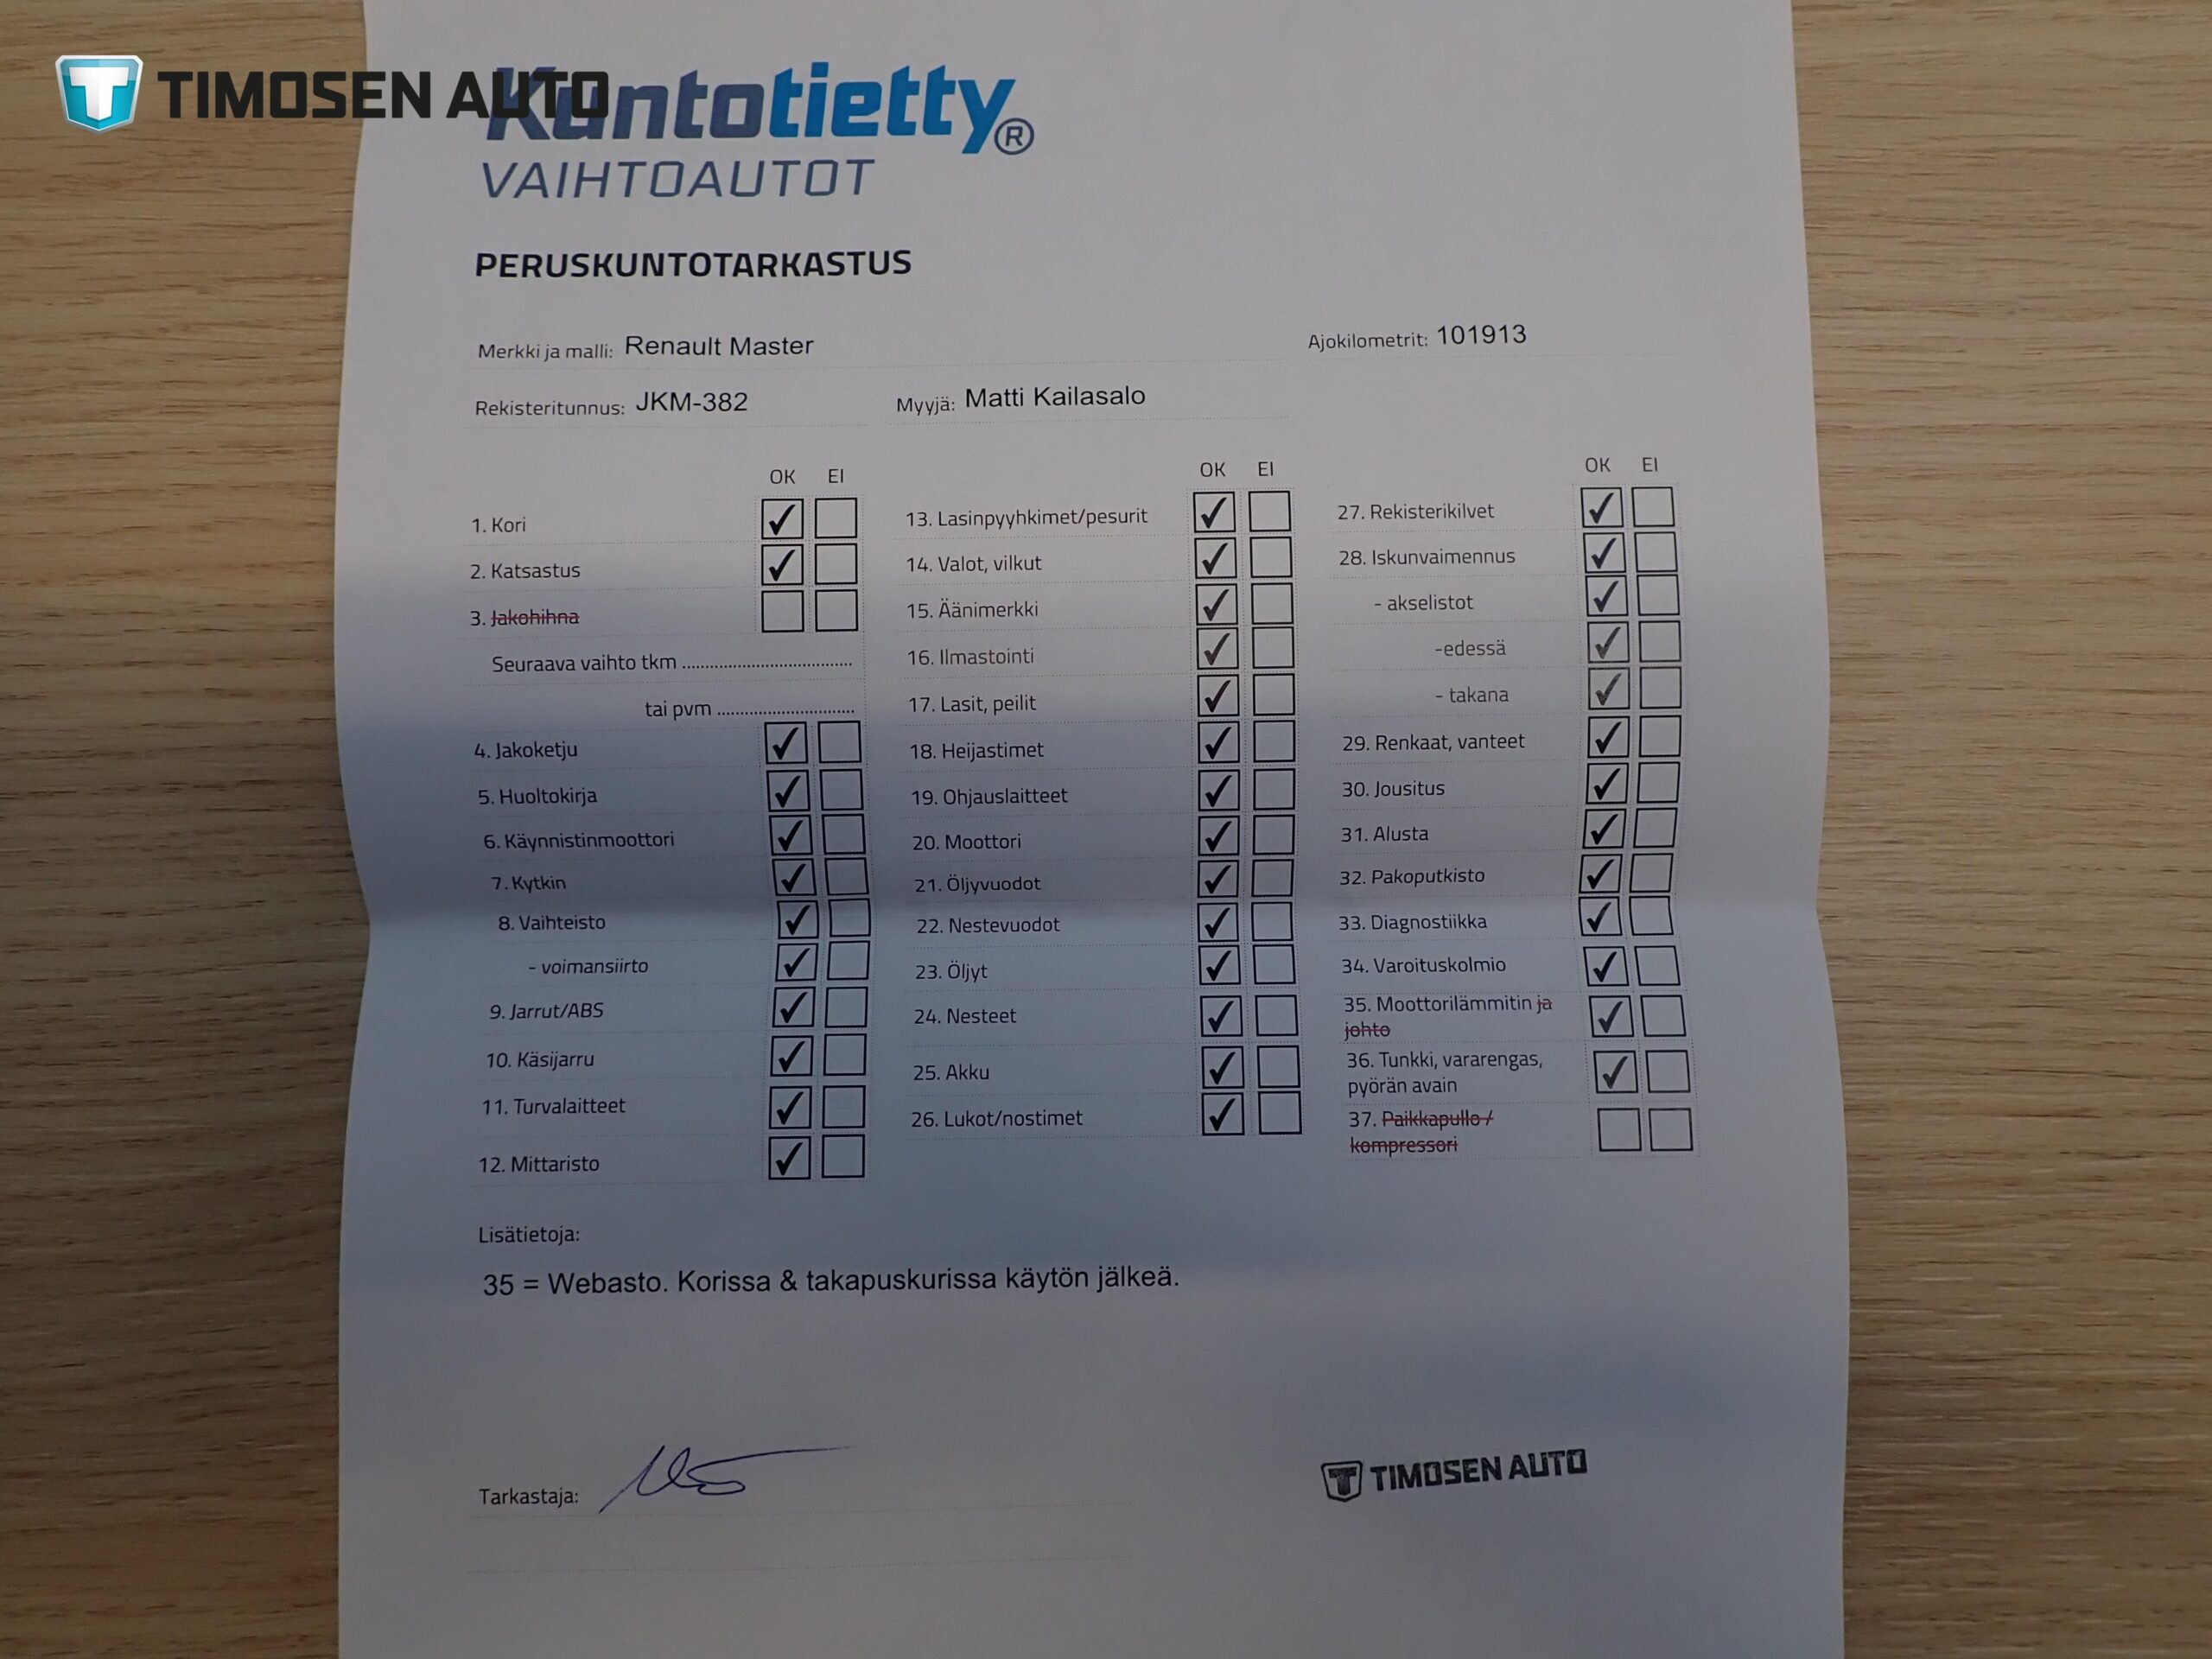 TIMOSEN AUTO
Kuntotietty®
VAIHTOAUTOT
PERUSKUNTOTARKASTUS
Merkki ja malli: Renault Master
Ajokilometrit: 101913
Rekisteritunnus: JKM-382
Myyjä: Matti Kailasalo
OK EI
1. Kori
2. Katsastus
3. Jakohihna
Seuraava vaihto tkm
tai pvm
4. Jakoketju
5. Huoltokirja
6. Käynnistinmoottori
7. Kytkin
8. Vaihteisto
- voimansiirto
9. Jarrut/ABS
10. Käsijarru
11. Turvalaitteet
12. Mittaristo
OK EI
13. Lasinpyyhkimet/pesurit
14. Valot, vilkut
15. Äänimerkki
16. Ilmastointi
17. Lasit, peilit
18. Heijastimet
19. Ohjauslaitteet
20. Moottori
21. Öljyvuodot
22. Nestevuodot
23. Öljyt
24. Nesteet
25. Akku
26. Lukot/nostimet
OK EI
27. Rekisterikilvet
28. Iskunvaimennus
- akselistot
-edessä
- takana
29. Renkaat, vanteet
30. Jousitus
31. Alusta
32. Pakoputkisto
33. Diagnostiikka
34. Varoituskolmio
35. Moottorilämmitin ja
johto
36. Tunkki, vararengas,
pyörän avain
37. Paikkapullo /
kompressori
Lisätietoja:
35 = Webasto. Korissa & takapuskurissa käytön jälkeä.
Tarkastaja:
TIMOSEN AUTO